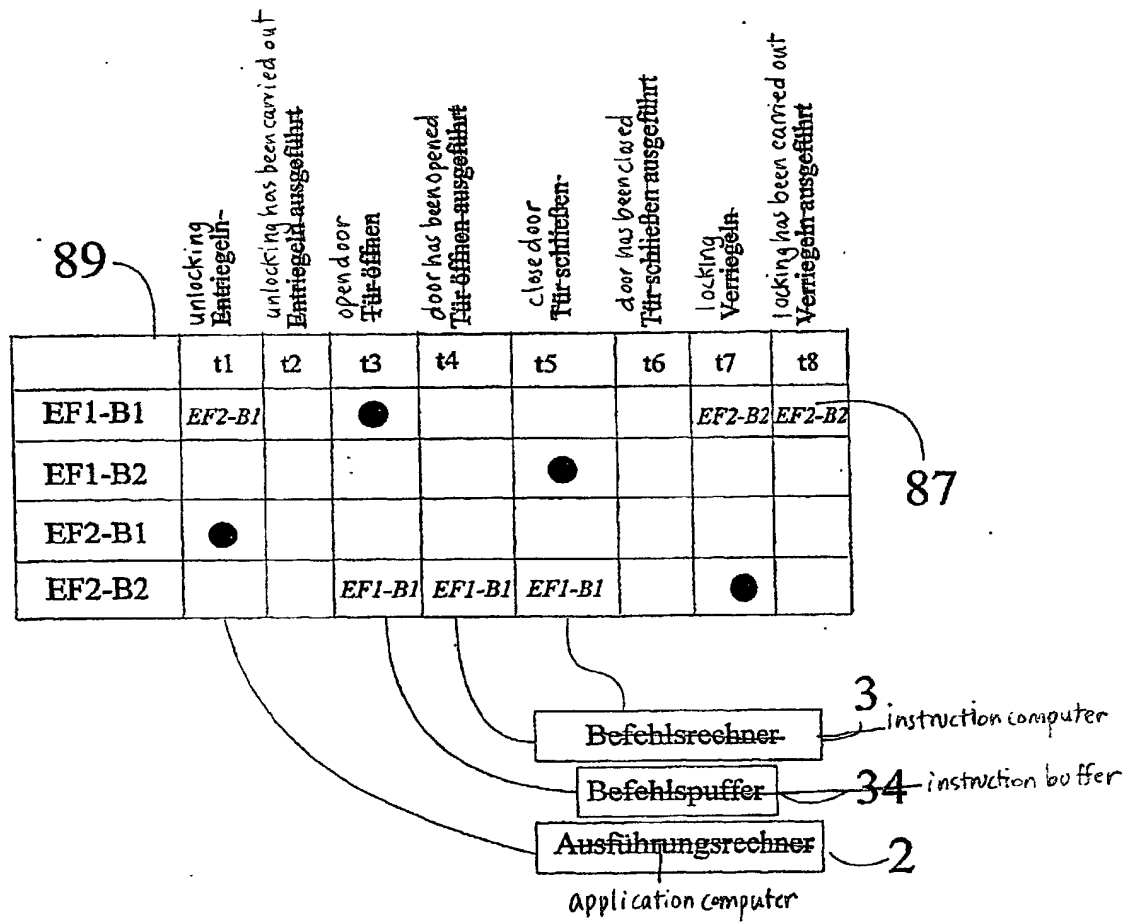 unlocking
Entriegeln
unlocking has been carried out
Entriegeln ausgeführt
open door
Tür öffnen
door has been opened
Tür öffnen ausgeführt
close door
Tür schließen
door has been closed
Tür schließen ausgeführt
locking
Verriegeln
locking has been carried out
Verriegeln ausgeführt
89
t1 t2 t3 t4 t5 t6 t7 t8
EF1-B1 EF2-B1 EF2-B2 EF2-B2
EF1-B2
87
EF2-B1
EF2-B2 EF1-B1 EF1-B1 EF1-B1
3
instruction computer
Befehlsrechner
Befehlspuffer 34 instruction buffer
Ausführungsrechner 2
application computer